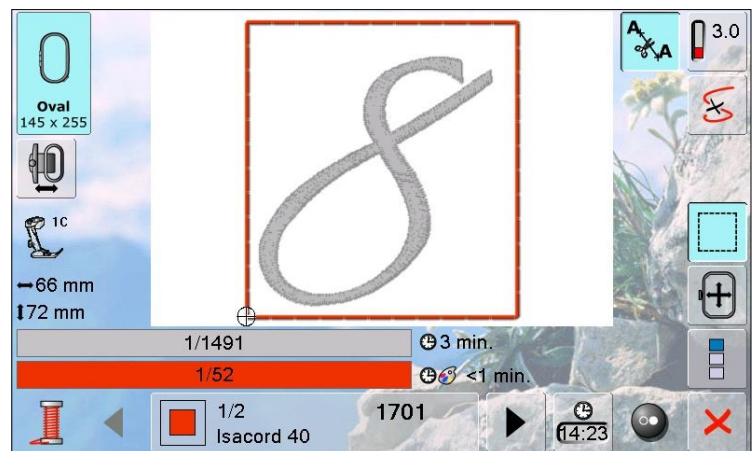 Oval
145 x 255
1C
66 mm
72 mm
8
A A
3.0
1/1491
3 min.
1/52
<1 min.
1/2
Isacord 40
1701
14:23